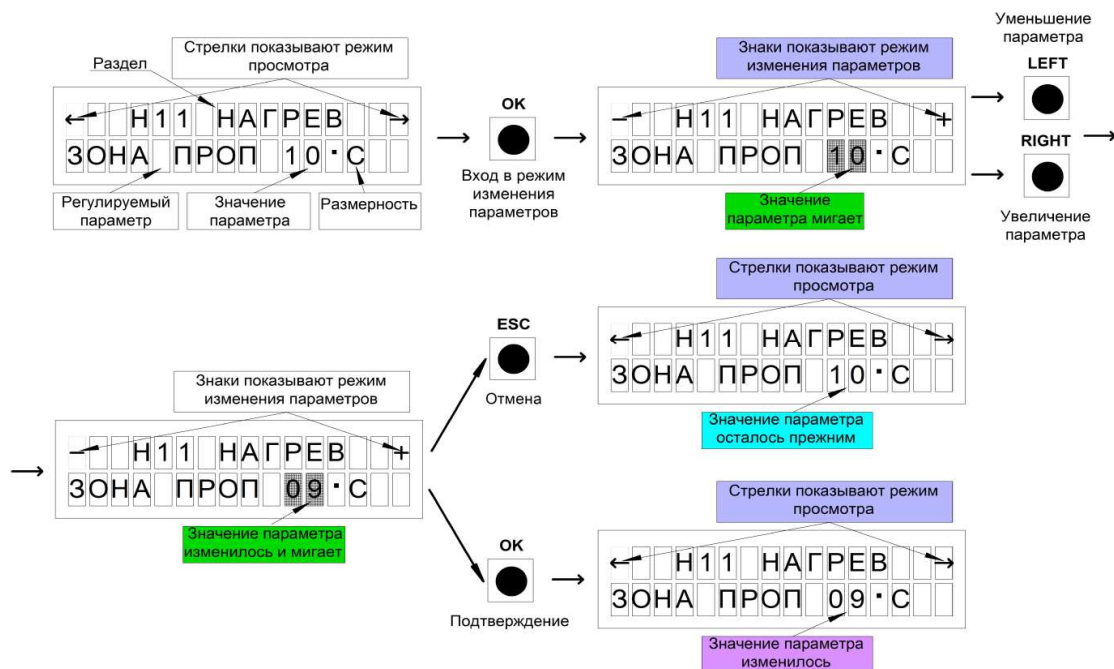 Стрелки показывают режим
просмотра
Раздел
← Н11 НАГРЕВ →
ЗОНА ПРОП 10·С
Регулируемый
параметр
Значение
параметра
Размерность
OK
Вход в режим
изменения
параметров
Знаки показывают режим
изменения параметров
− Н11 НАГРЕВ +
ЗОНА ПРОП 10·С
Значение
параметра мигает
Уменьшение
параметра
LEFT
RIGHT
Увеличение
параметра
Знаки показывают режим
изменения параметров
− Н11 НАГРЕВ +
ЗОНА ПРОП 09·С
Значение параметра
изменилось и мигает
ESC
Отмена
Стрелки показывают режим
просмотра
← Н11 НАГРЕВ →
ЗОНА ПРОП 10·С
Значение параметра
осталось прежним
OK
Подтверждение
Стрелки показывают режим
просмотра
← Н11 НАГРЕВ →
ЗОНА ПРОП 09·С
Значение параметра
изменилось